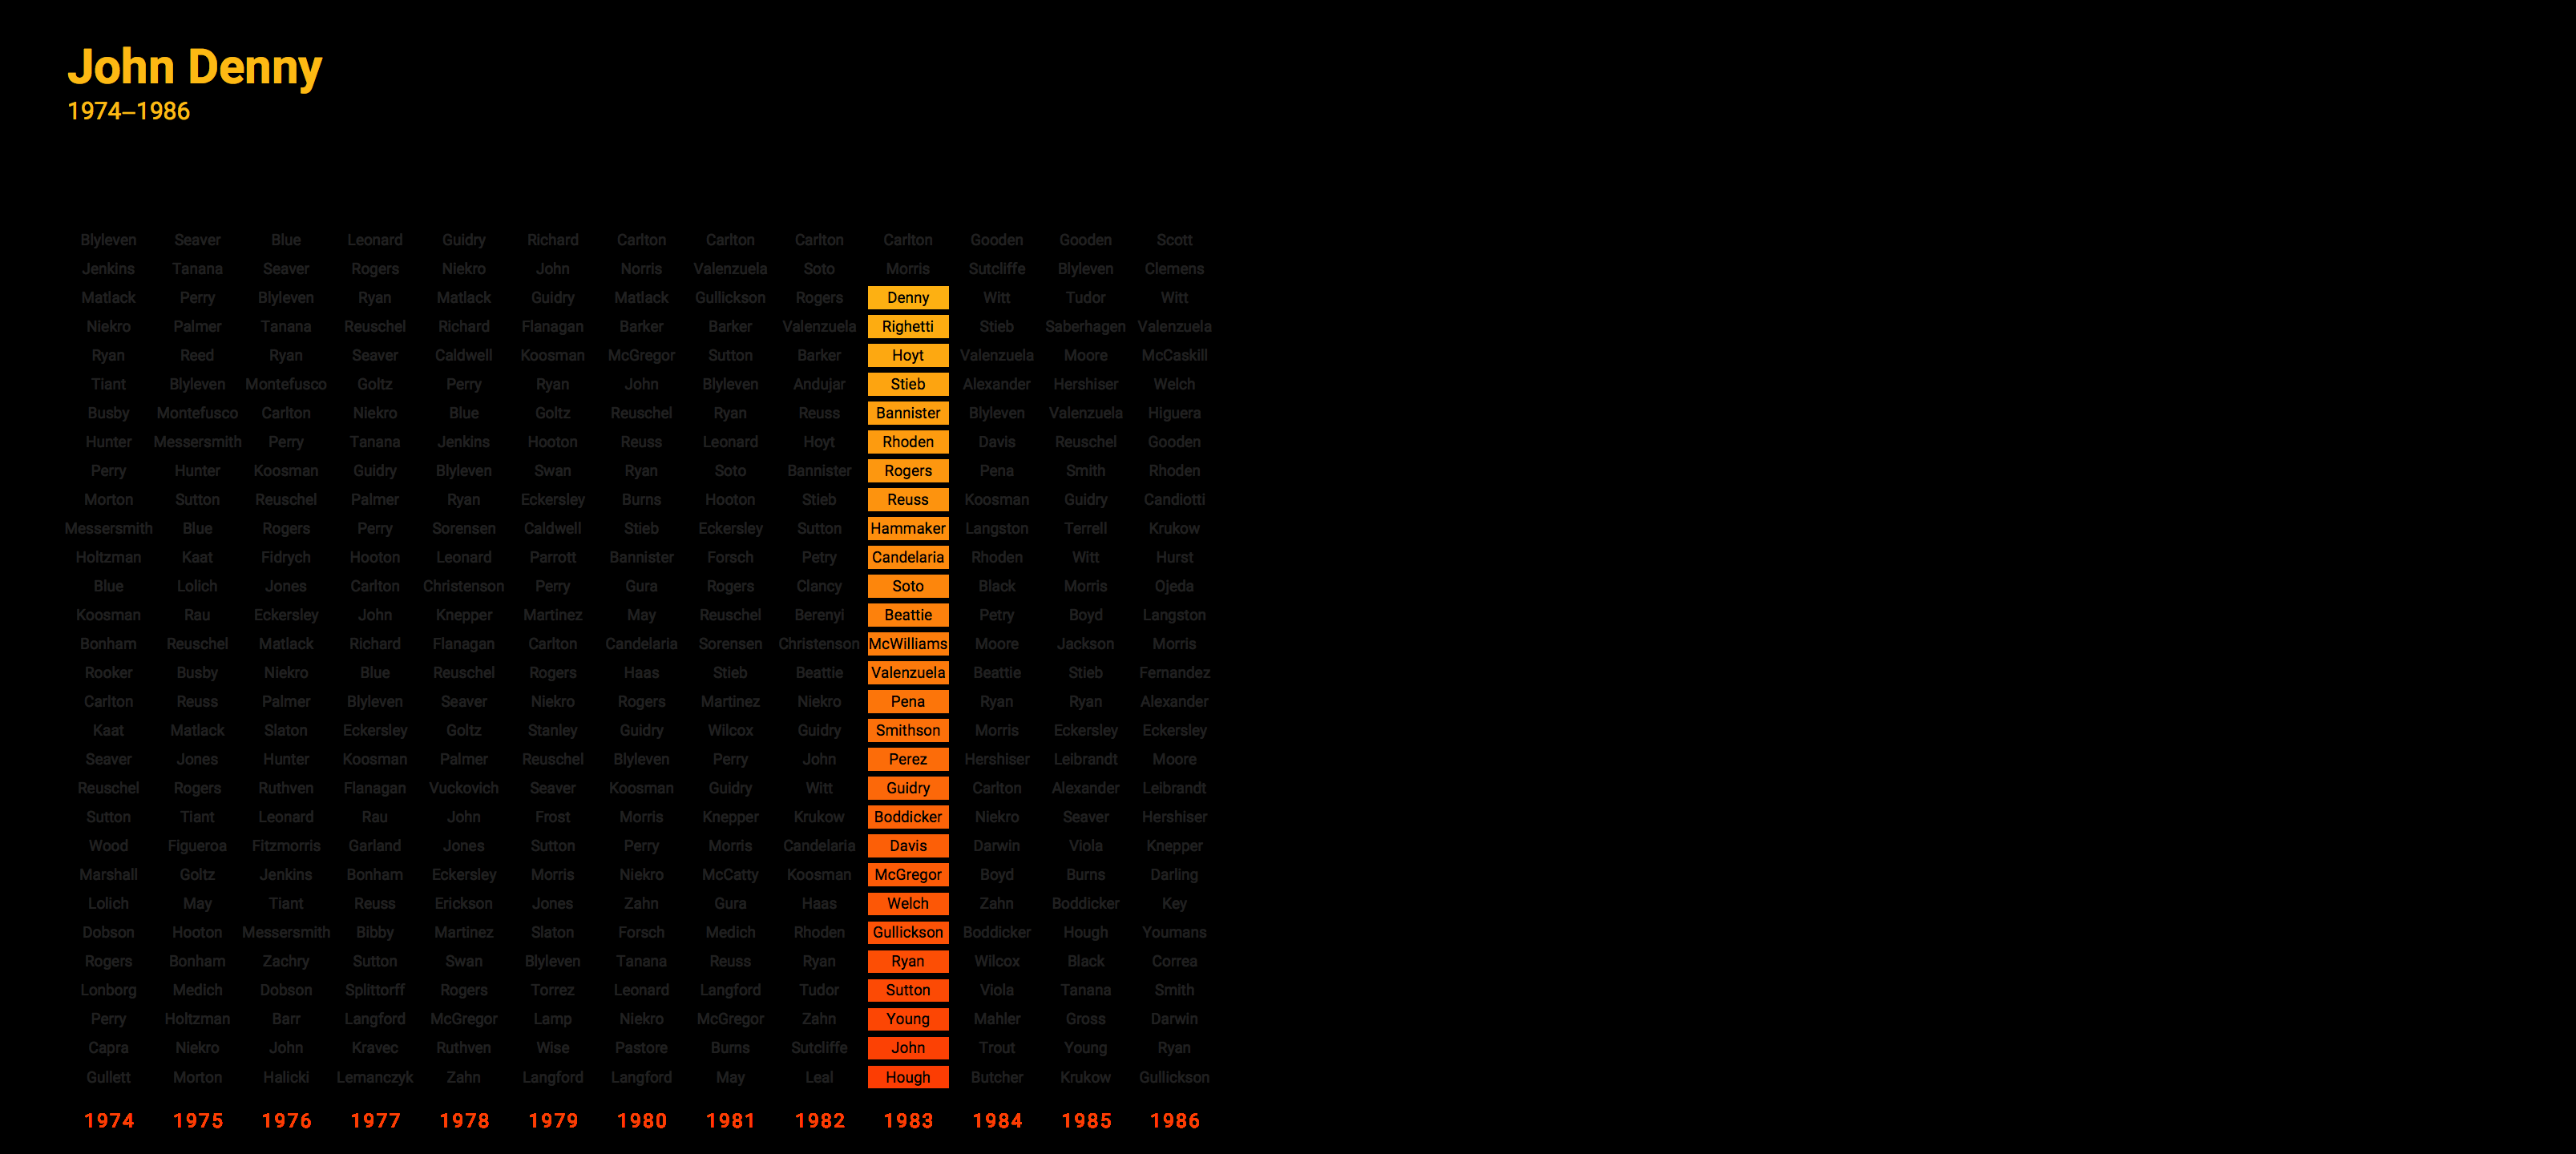 John Denny
1974–1986
Blyleven Seaver Blue Leonard Guidry Richard Carlton Carlton Carlton Carlton Gooden Gooden Scott
Jenkins Tanana Seaver Rogers Niekro John Norris Valenzuela Soto Morris Sutcliffe Blyleven Clemens
Matlack Perry Blyleven Ryan Matlack Guidry Matlack Gullickson Rogers Denny Witt Tudor Witt
Niekro Palmer Tanana Reuschel Richard Flanagan Barker Barker Valenzuela Righetti Stieb Saberhagen Valenzuela
Ryan Reed Ryan Seaver Caldwell Koosman McGregor Sutton Barker Hoyt Valenzuela Moore McCaskill
Tiant Blyleven Montefusco Goltz Perry Ryan John Blyleven Andujar Stieb Alexander Hershiser Welch
Busby Montefusco Carlton Niekro Blue Goltz Reuschel Ryan Reuss Bannister Blyleven Valenzuela Higuera
Hunter Messersmith Perry Tanana Jenkins Hooton Reuss Leonard Hoyt Rhoden Davis Reuschel Gooden
Perry Hunter Koosman Guidry Blyleven Swan Ryan Soto Bannister Rogers Pena Smith Rhoden
Morton Sutton Reuschel Palmer Ryan Eckersley Burns Hooton Stieb Reuss Koosman Guidry Candiotti
Messersmith Blue Rogers Perry Sorensen Caldwell Stieb Eckersley Sutton Hammaker Langston Terrell Krukow
Holtzman Kaat Fidrych Hooton Leonard Parrott Bannister Forsch Petry Candelaria Rhoden Witt Hurst
Blue Lolich Jones Carlton Christenson Perry Gura Rogers Clancy Soto Black Morris Ojeda
Koosman Rau Eckersley John Knepper Martinez May Reuschel Berenyi Beattie Petry Boyd Langston
Bonham Reuschel Matlack Richard Flanagan Carlton Candelaria Sorensen Christenson McWilliams Moore Jackson Morris
Rooker Busby Niekro Blue Reuschel Rogers Haas Stieb Beattie Valenzuela Beattie Stieb Fernandez
Carlton Reuss Palmer Blyleven Seaver Niekro Rogers Martinez Niekro Pena Ryan Ryan Alexander
Kaat Matlack Slaton Eckersley Goltz Stanley Guidry Wilcox Guidry Smithson Morris Eckersley Eckersley
Seaver Jones Hunter Koosman Palmer Reuschel Blyleven Perry John Perez Hershiser Leibrandt Moore
Reuschel Rogers Ruthven Flanagan Vuckovich Seaver Koosman Guidry Witt Guidry Carlton Alexander Leibrandt
Sutton Tiant Leonard Rau John Frost Morris Knepper Krukow Boddicker Niekro Seaver Hershiser
Wood Figueroa Fitzmorris Garland Jones Sutton Perry Morris Candelaria Davis Darwin Viola Knepper
Marshall Goltz Jenkins Bonham Eckersley Morris Niekro McCatty Koosman McGregor Boyd Burns Darling
Lolich May Tiant Reuss Erickson Jones Zahn Gura Haas Welch Zahn Boddicker Key
Dobson Hooton Messersmith Bibby Martinez Slaton Forsch Medich Rhoden Gullickson Boddicker Hough Youmans
Rogers Bonham Zachry Sutton Swan Blyleven Tanana Reuss Ryan Ryan Wilcox Black Correa
Lonborg Medich Dobson Splittorff Rogers Torrez Leonard Langford Tudor Sutton Viola Tanana Smith
Perry Holtzman Barr Langford McGregor Lamp Niekro McGregor Zahn Young Mahler Gross Darwin
Capra Niekro John Kravec Ruthven Wise Pastore Burns Sutcliffe John Trout Young Ryan
Gullett Morton Halicki Lemanczyk Zahn Langford Langford May Leal Hough Butcher Krukow Gullickson
1974 1975 1976 1977 1978 1979 1980 1981 1982 1983 1984 1985 1986